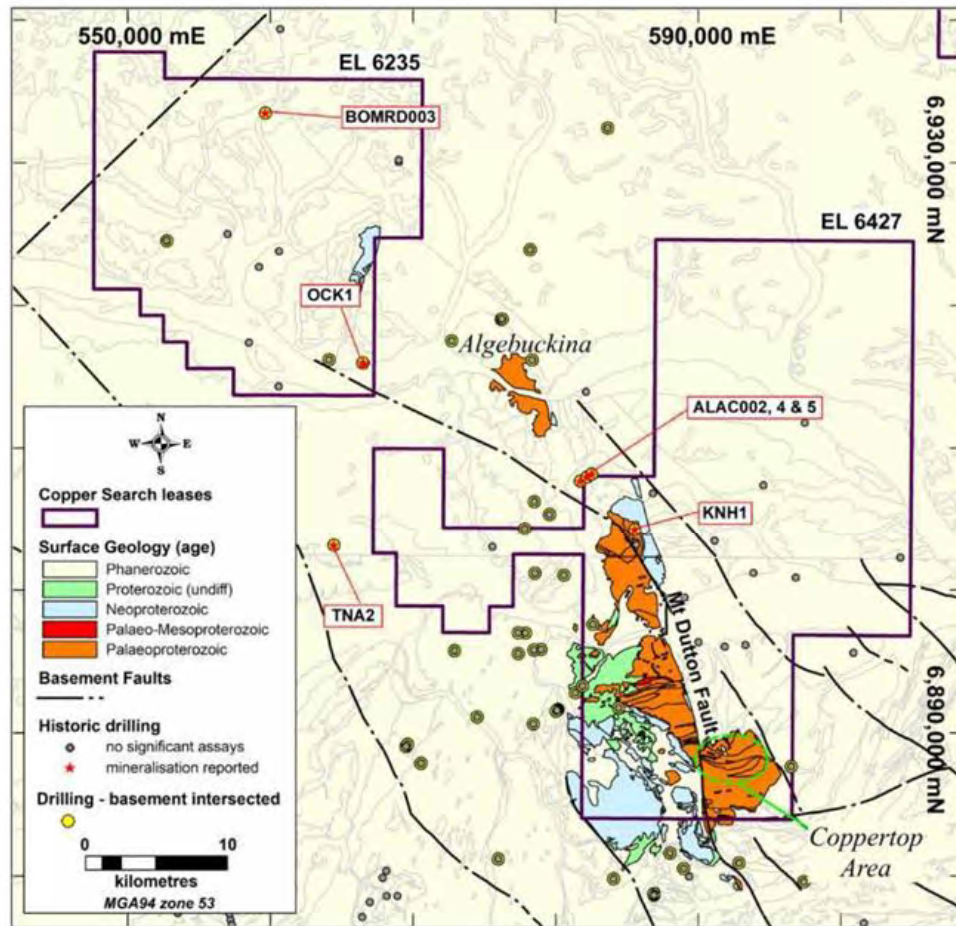 550,000 mE
590,000 mE
EL 6235
BOMRD003
6,930,000 mN
EL 6427
OCK1
Algebuckina
ALAC002, 4 & 5
KNH1
TNA2
Mt Dutton Fault
6,890,000 mN
Coppertop
Area
N
W E
S
Copper Search leases
Surface Geology (age)
Phanerozoic
Proterozoic (undiff)
Neoproterozoic
Palaeo-Mesoproterozoic
Palaeoproterozoic
Basement Faults
Historic drilling
no significant assays
mineralisation reported
Drilling - basement intersected
0 10
kilometres
MGA94 zone 53